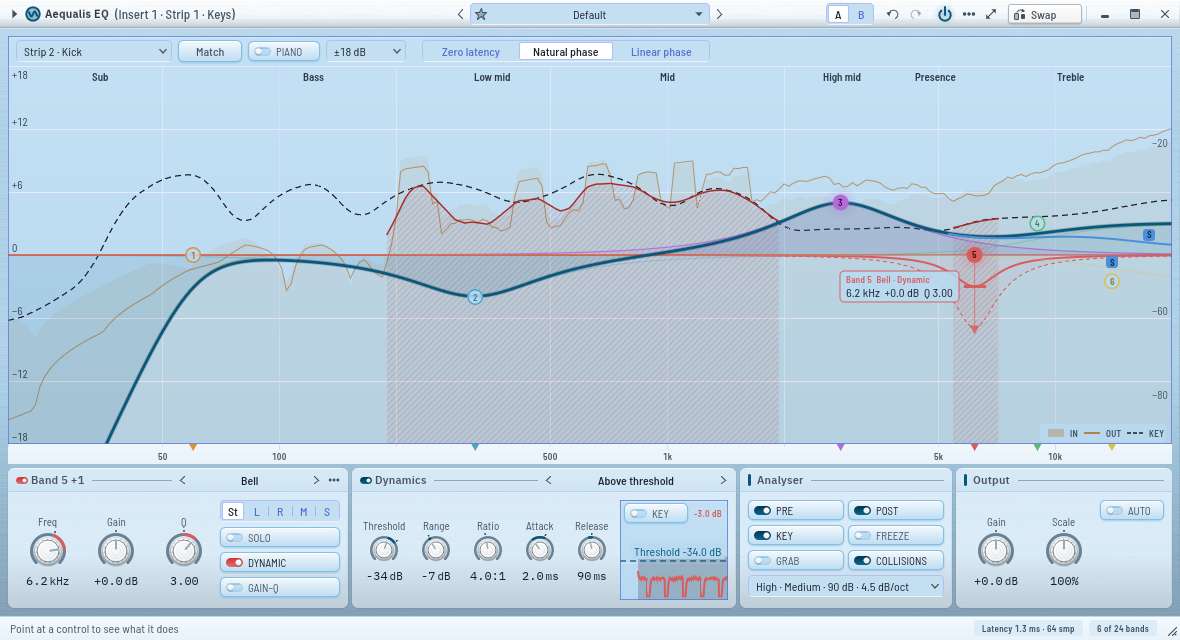 Aequalis EQ (Insert 1 · Strip 1 · Keys)
Default
A B
Swap
Strip 2 · Kick
Match
PIANO
±18 dB
Zero latency
Natural phase
Linear phase
+18
Sub
Bass
Low mid
Mid
High mid
Presence
Treble
+12
-20
+6
3
4
S
0
1
5
S
Band 5 Bell · Dynamic
6.2 kHz +0.0 dB Q 3.00
6
2
-6
-60
-12
-80
-18
IN OUT KEY
50
100
500
1k
5k
10k
Band 5 +1
Bell
Freq
Gain
Q
6.2 kHz
+0.0 dB
3.00
St L R M S
SOLO
DYNAMIC
GAIN-Q
Dynamics
Above threshold
Threshold
Range
Ratio
Attack
Release
-34 dB
-7 dB
4.0:1
2.0 ms
90 ms
KEY
-3.0 dB
Threshold -34.0 dB
Analyser
PRE
POST
KEY
FREEZE
GRAB
COLLISIONS
High · Medium · 90 dB · 4.5 dB/oct
Output
AUTO
Gain
Scale
+0.0 dB
100%
Point at a control to see what it does
Latency 1.3 ms · 64 smp
6 of 24 bands